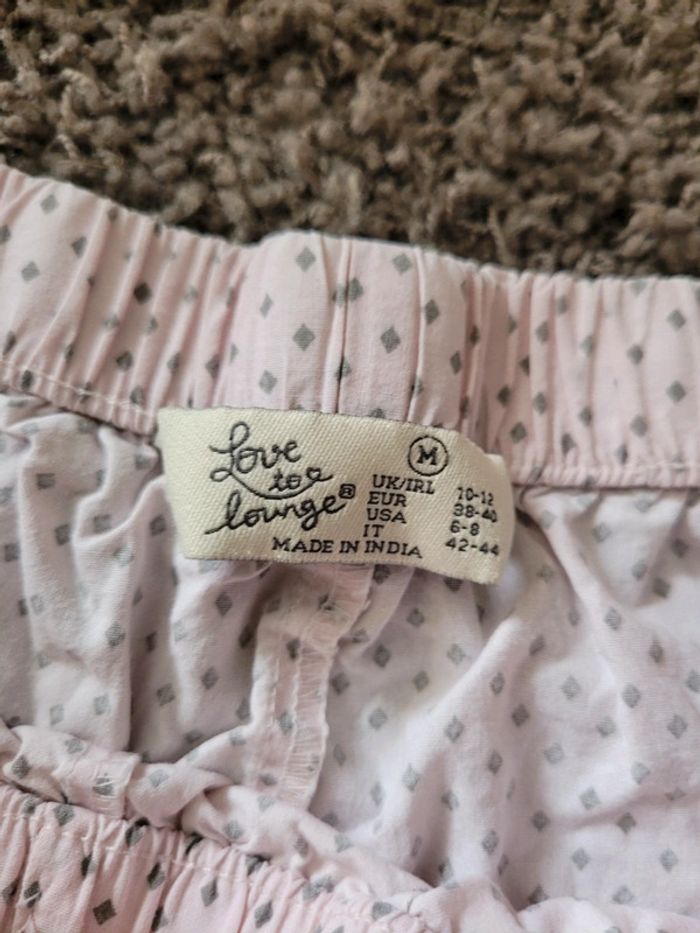 Love
to
lounge®
M
UK/IRL 10-12
EUR 38-40
USA 6-8
IT 42-44
MADE IN INDIA